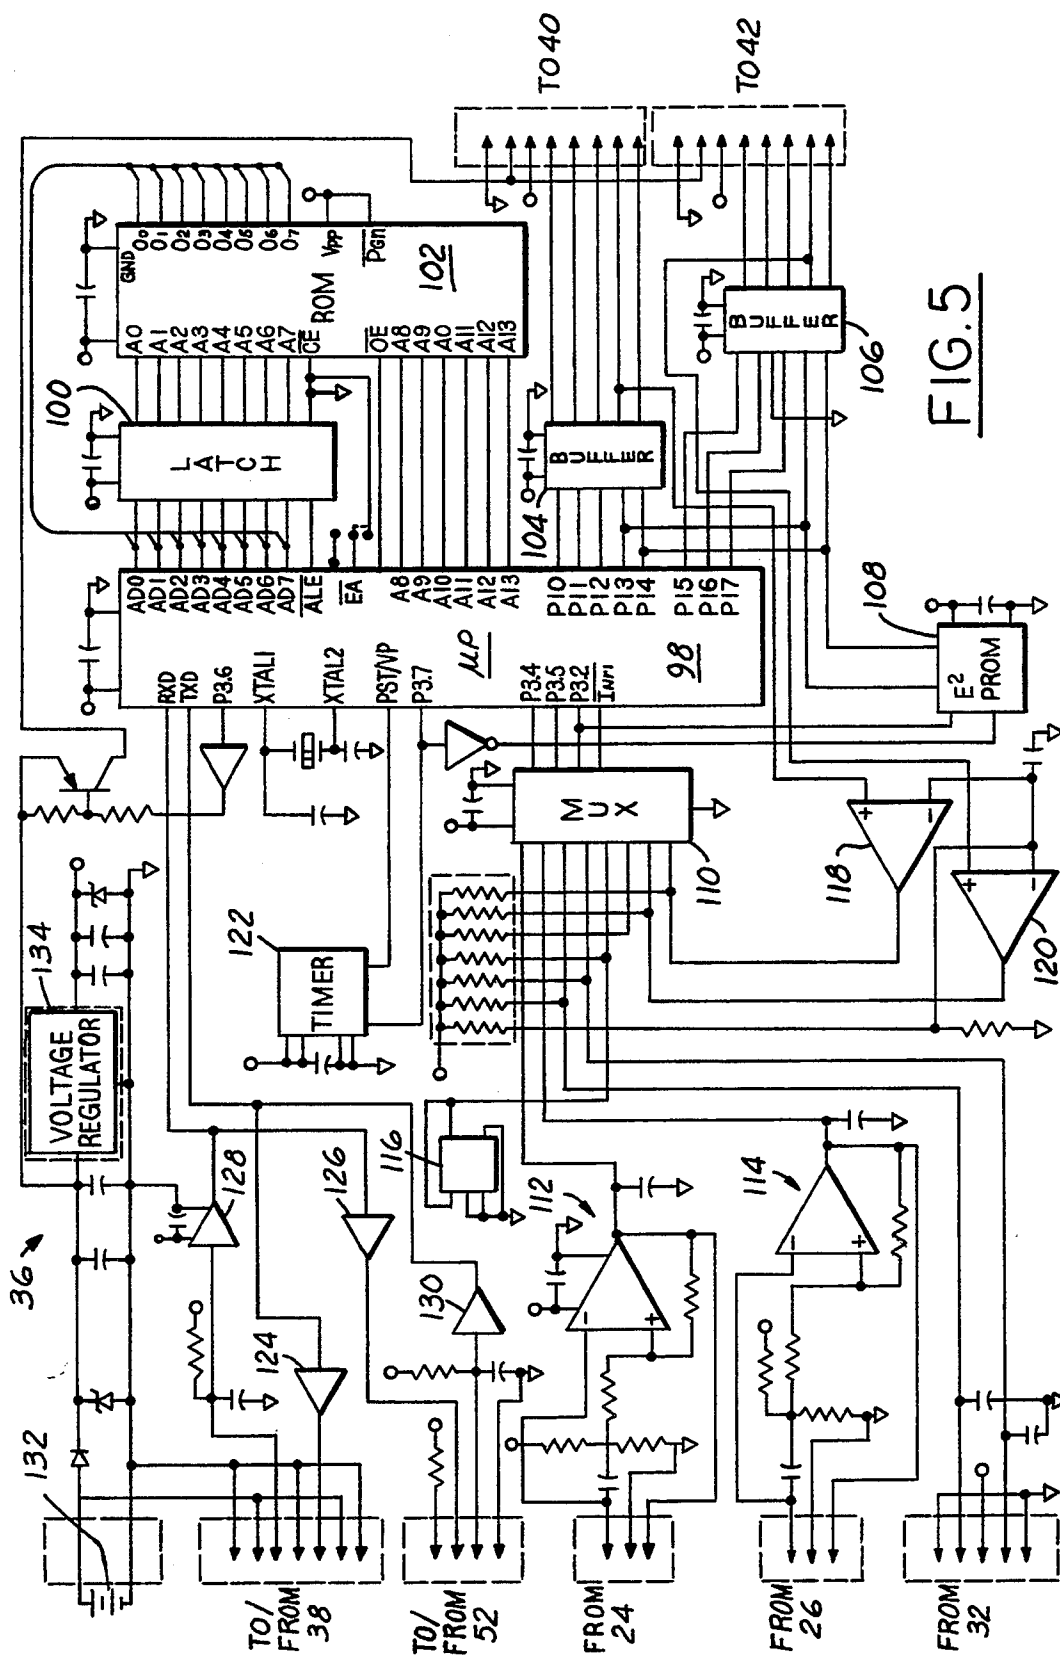 36
132
134
VOLTAGE
REGULATOR
128
124
126
130
TO/
FROM
38
TO/
FROM
52
FROM
24
FROM
26
FROM
32
122
TIMER
116
112
114
110
MUX
118
+
−
120
+
−
−
+
−
+
RXD
TXD
P3.6
XTAL1
XTAL2
PST/VP
P3.7
P3.4
P3.5
P3.2
INT1
μP
98
AD0
AD1
AD2
AD3
AD4
AD5
AD6
AD7
ALE
EA
A8
A9
A10
A11
A12
A13
P10
P11
P12
P13
P14
P15
P16
P17
100
LATCH
GND
A0
A1
A2
A3
A4
A5
A6
A7
CE
OE
A8
A9
A0
A11
A12
A13
ROM
102
O0
O1
O2
O3
O4
O5
O6
O7
Vpp
PGM
104
BUFFER
BUFFER
106
108
E²
PROM
TO 40
TO 42
FIG. 5